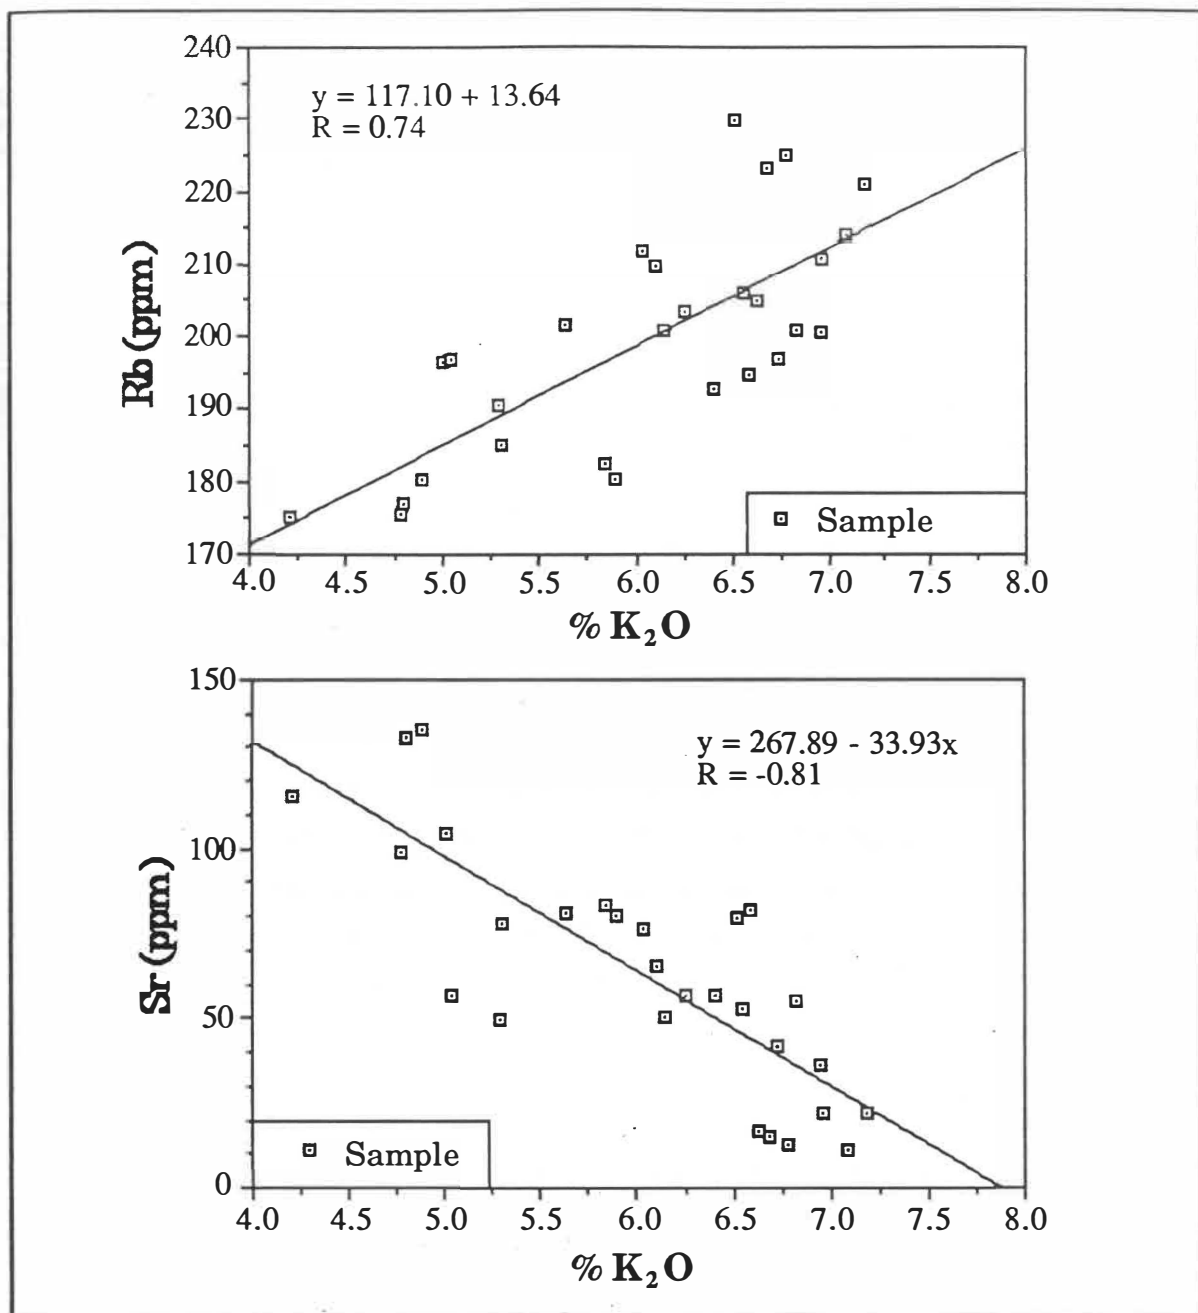 240
230
220
210
200
190
180
170
y = 117.10 + 13.64
R = 0.74
Rb (ppm)
Sample
4.0 4.5 5.0 5.5 6.0 6.5 7.0 7.5 8.0
% K₂O
150
100
50
0
y = 267.89 - 33.93x
R = -0.81
Sr (ppm)
Sample
4.0 4.5 5.0 5.5 6.0 6.5 7.0 7.5 8.0
% K₂O